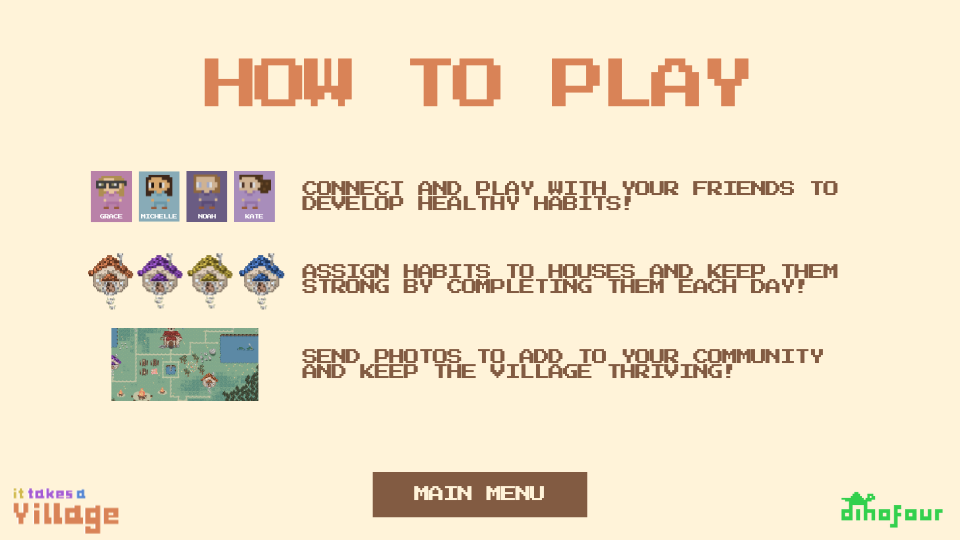 HOW TO PLAY
GRACE
MICHELLE
NOAH
KATE
CONNECT AND PLAY WITH YOUR FRIENDS TO
DEVELOP HEALTHY HABITS!
ASSIGN HABITS TO HOUSES AND KEEP THEM
STRONG BY COMPLETING THEM EACH DAY!
SEND PHOTOS TO ADD TO YOUR COMMUNITY
AND KEEP THE VILLAGE THRIVING!
MAIN MENU
it takes a
Village
dinofour